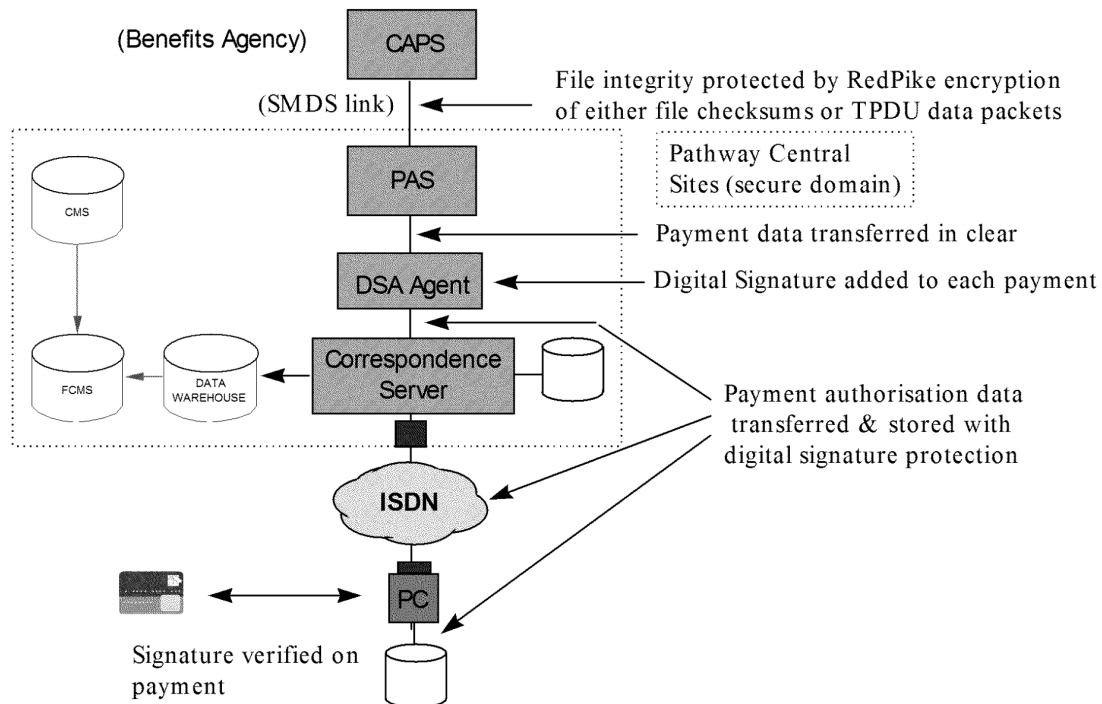 (Benefits Agency)
CAPS
(SMDS link)
File integrity protected by RedPike encryption
of either file checksums or TPDU data packets
Pathway Central
Sites (secure domain)
PAS
CMS
Payment data transferred in clear
DSA Agent
Digital Signature added to each payment
Correspondence
Server
FCMS
DATA
WAREHOUSE
Payment authorisation data
transferred & stored with
digital signature protection
ISDN
PC
Signature verified on
payment